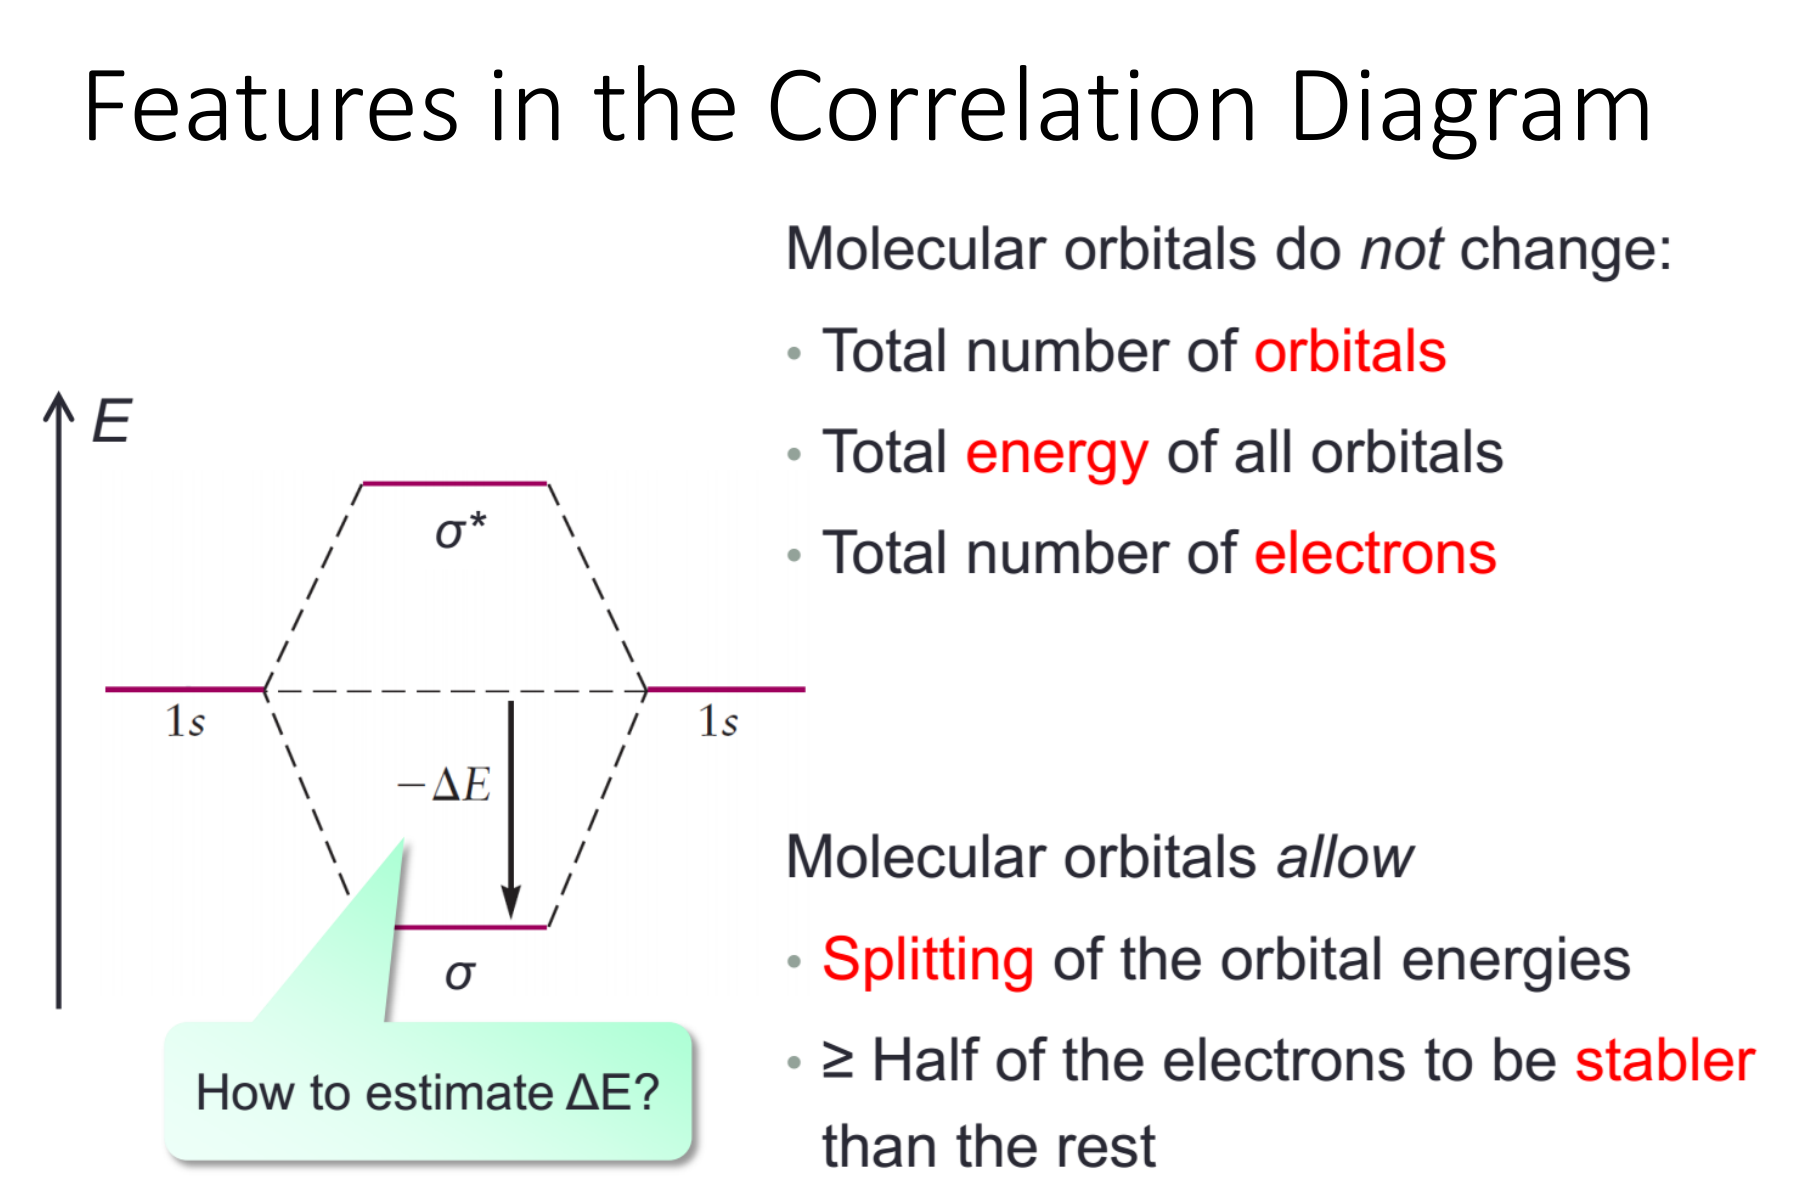 Features in the Correlation Diagram
Molecular orbitals do not change:
• Total number of orbitals
• Total energy of all orbitals
• Total number of electrons
E
σ*
1s
1s
−ΔE
σ
How to estimate ΔE?
Molecular orbitals allow
• Splitting of the orbital energies
• ≥ Half of the electrons to be stabler
than the rest